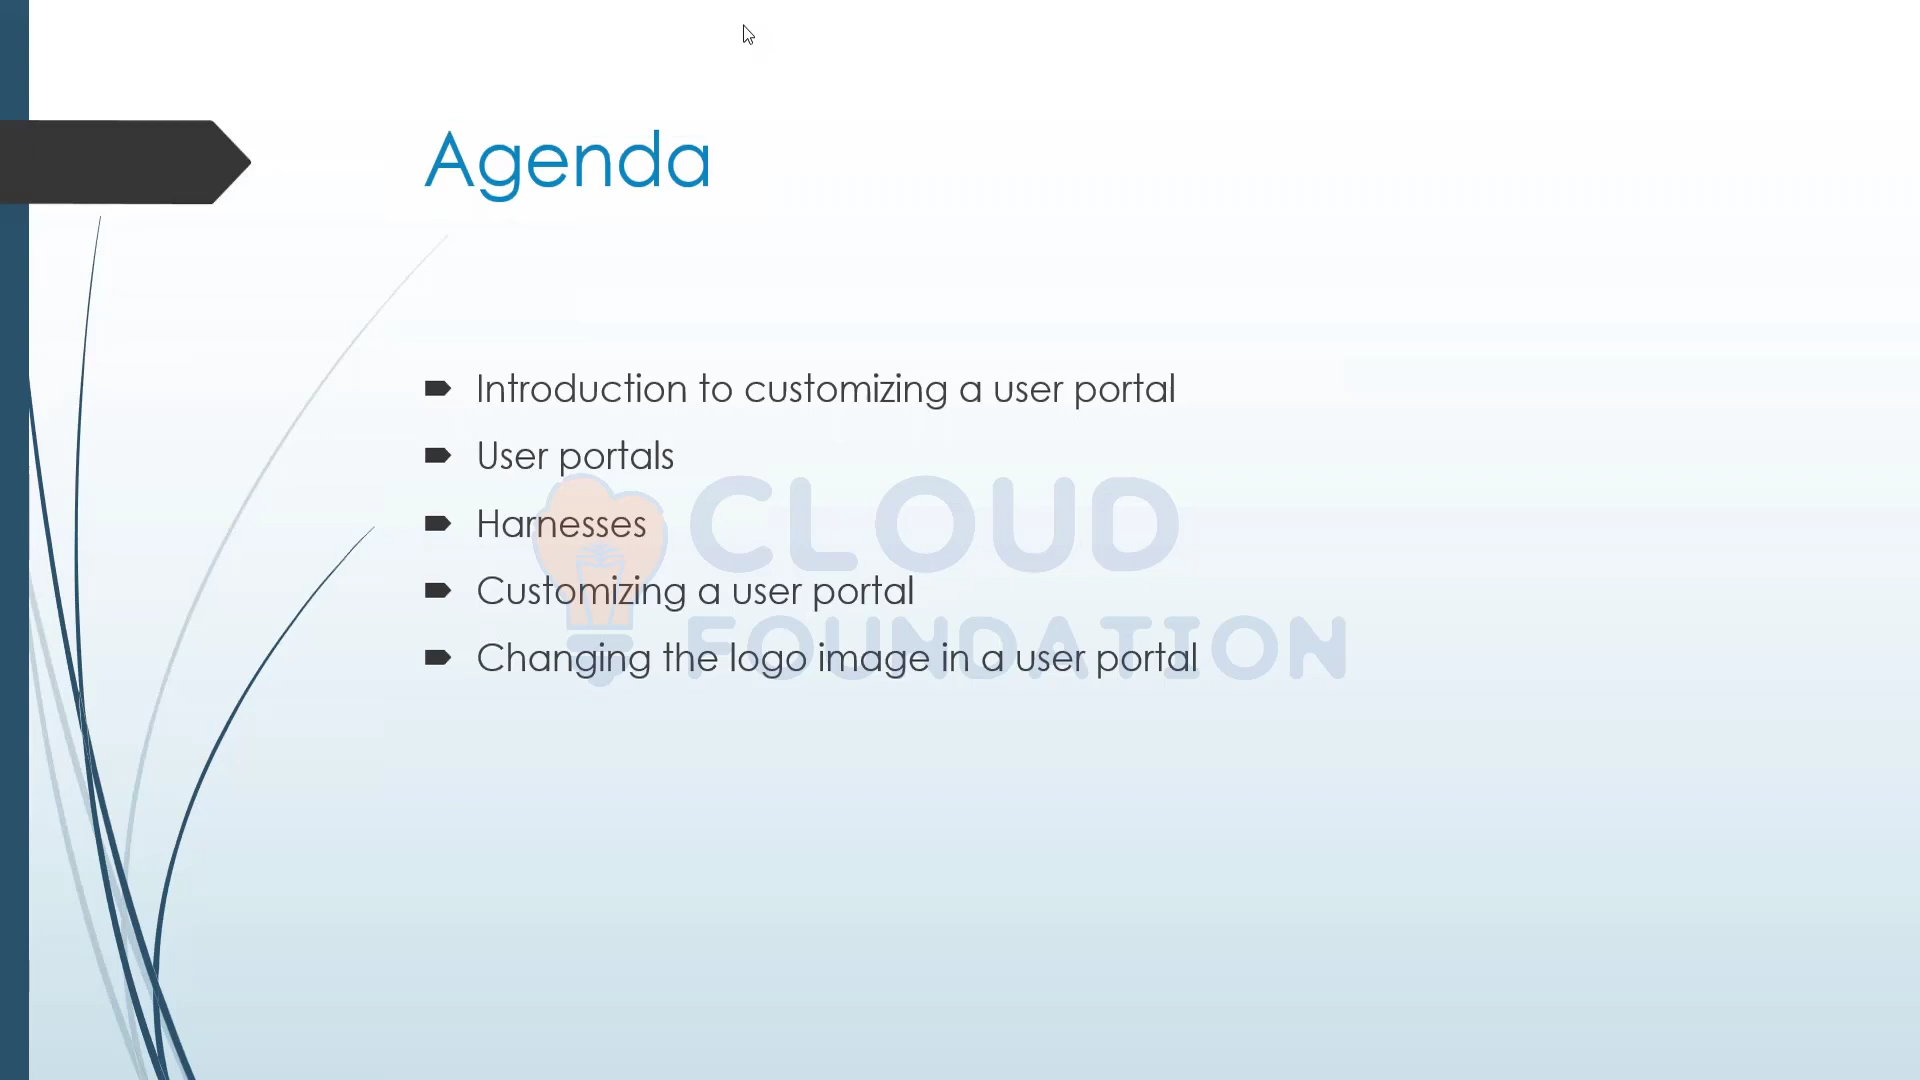 Agenda
Introduction to customizing a user portal
User portals
Harnesses
Customizing a user portal
Changing the logo image in a user portal
CLOUD
FOUNDATION